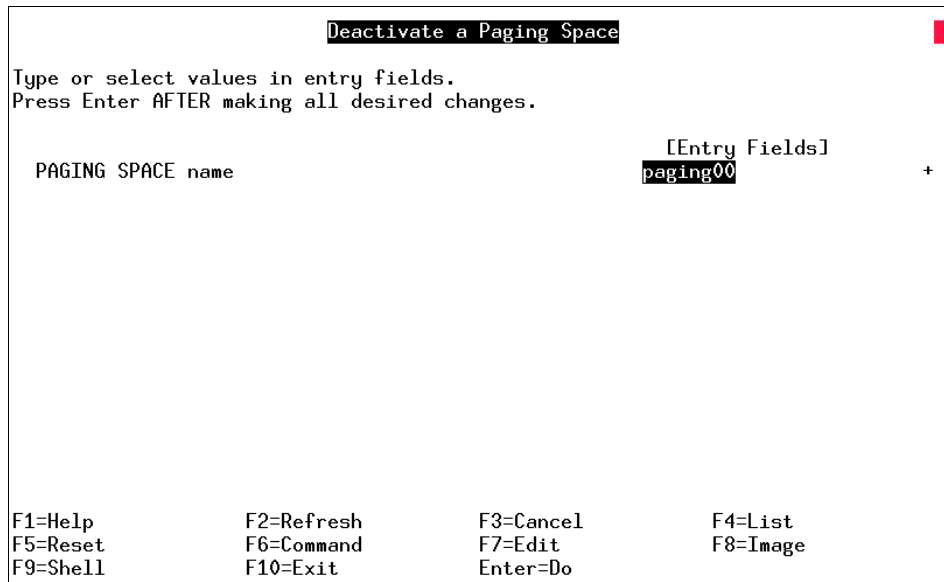 Deactivate a Paging Space
Type or select values in entry fields.
Press Enter AFTER making all desired changes.
[Entry Fields]
PAGING SPACE name paging00 +
F1=Help F2=Refresh F3=Cancel F4=List
F5=Reset F6=Command F7=Edit F8=Image
F9=Shell F10=Exit Enter=Do